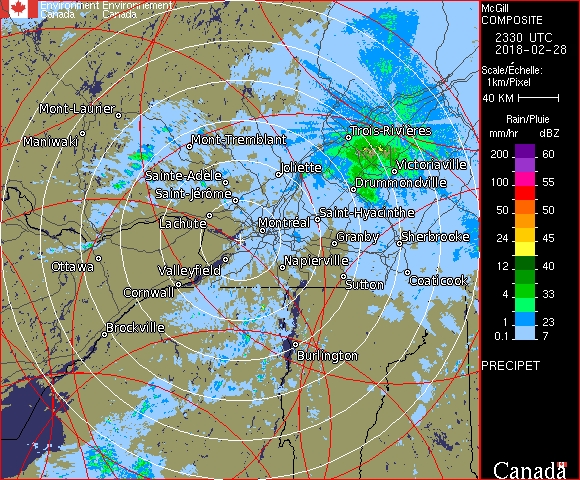 Environment Environnement
Canada Canada
McGill
COMPOSITE
2330 UTC
2018-02-28
Scale/Échelle:
1km/Pixel
40 KM
Rain/Pluie
mm/hr dBZ
200 60
100 55
50 50
24 45
12 40
4 33
1 23
0.1 7
PRECIPET
Canada
Mont-Laurier
Maniwaki
Mont-Tremblant
Trois-Rivières
Victoriaville
Joliette
Sainte-Adèle
Drummondville
Saint-Jérôme
Saint-Hyacinthe
Lachute
Montréal
Granby
Sherbrooke
Ottawa
Valleyfield
Napierville
Sutton
Coaticook
Cornwall
Brockville
Burlington